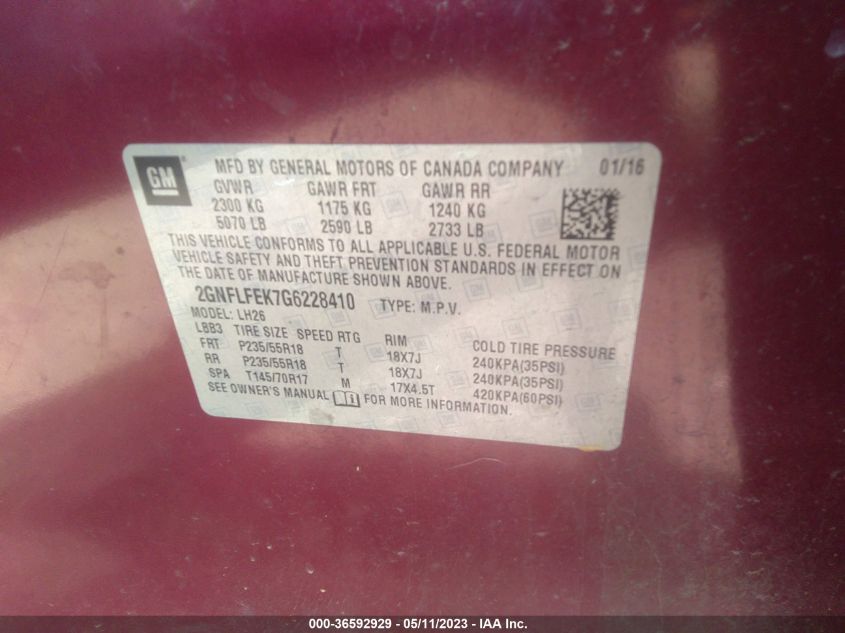 GM
MFD BY GENERAL MOTORS OF CANADA COMPANY 01/16
GVWR GAWR FRT GAWR RR
2300 KG 1175 KG 1240 KG
5070 LB 2590 LB 2733 LB
THIS VEHICLE CONFORMS TO ALL APPLICABLE U.S. FEDERAL MOTOR
VEHICLE SAFETY AND THEFT PREVENTION STANDARDS IN EFFECT ON
THE DATE OF MANUFACTURE SHOWN ABOVE.
2GNFLFEK7G6228410 TYPE: M.P.V.
MODEL: LH26
LBB3 TIRE SIZE SPEED RTG RIM COLD TIRE PRESSURE
FRT P235/55R18 T 18X7J 240KPA(35PSI)
RR P235/55R18 T 18X7J 240KPA(35PSI)
SPA T145/70R17 M 17X4.5T 420KPA(60PSI)
SEE OWNER'S MANUAL FOR MORE INFORMATION.
000-36592929 - 05/11/2023 - IAA Inc.